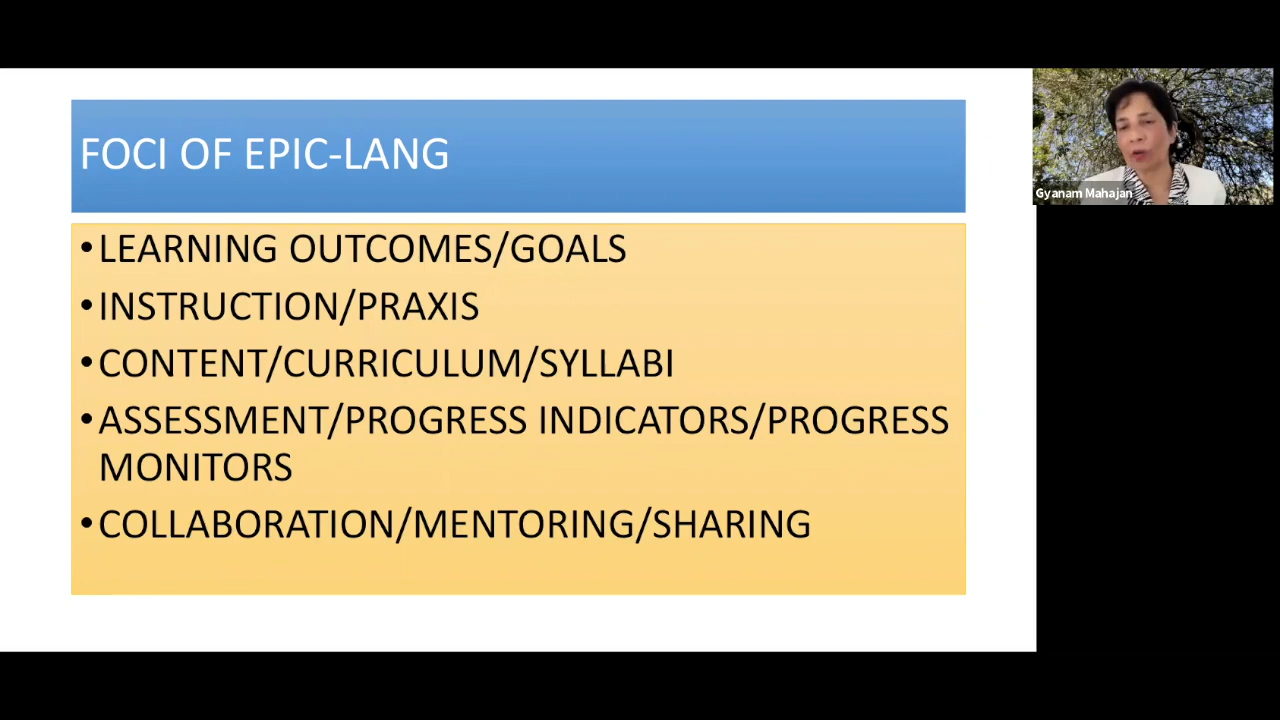 FOCI OF EPIC-LANG
•LEARNING OUTCOMES/GOALS
•INSTRUCTION/PRAXIS
•CONTENT/CURRICULUM/SYLLABI
•ASSESSMENT/PROGRESS INDICATORS/PROGRESS
MONITORS
•COLLABORATION/MENTORING/SHARING
Gyanam Mahajan